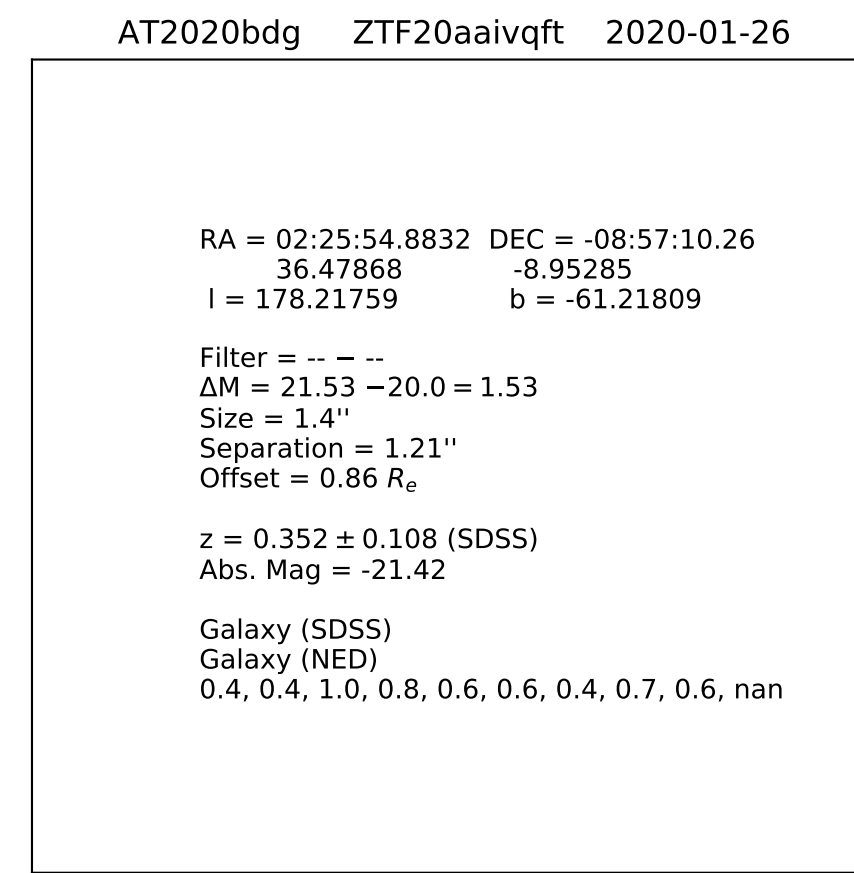 AT2020bdg ZTF20aaivqft 2020-01-26
RA = 02:25:54.8832 DEC = -08:57:10.26
36.47868 -8.95285
l = 178.21759 b = -61.21809
Filter = -- − --
ΔM = 21.53 −20.0 = 1.53
Size = 1.4''
Separation = 1.21''
Offset = 0.86 Rₑ
z = 0.352 ± 0.108 (SDSS)
Abs. Mag = -21.42
Galaxy (SDSS)
Galaxy (NED)
0.4, 0.4, 1.0, 0.8, 0.6, 0.6, 0.4, 0.7, 0.6, nan